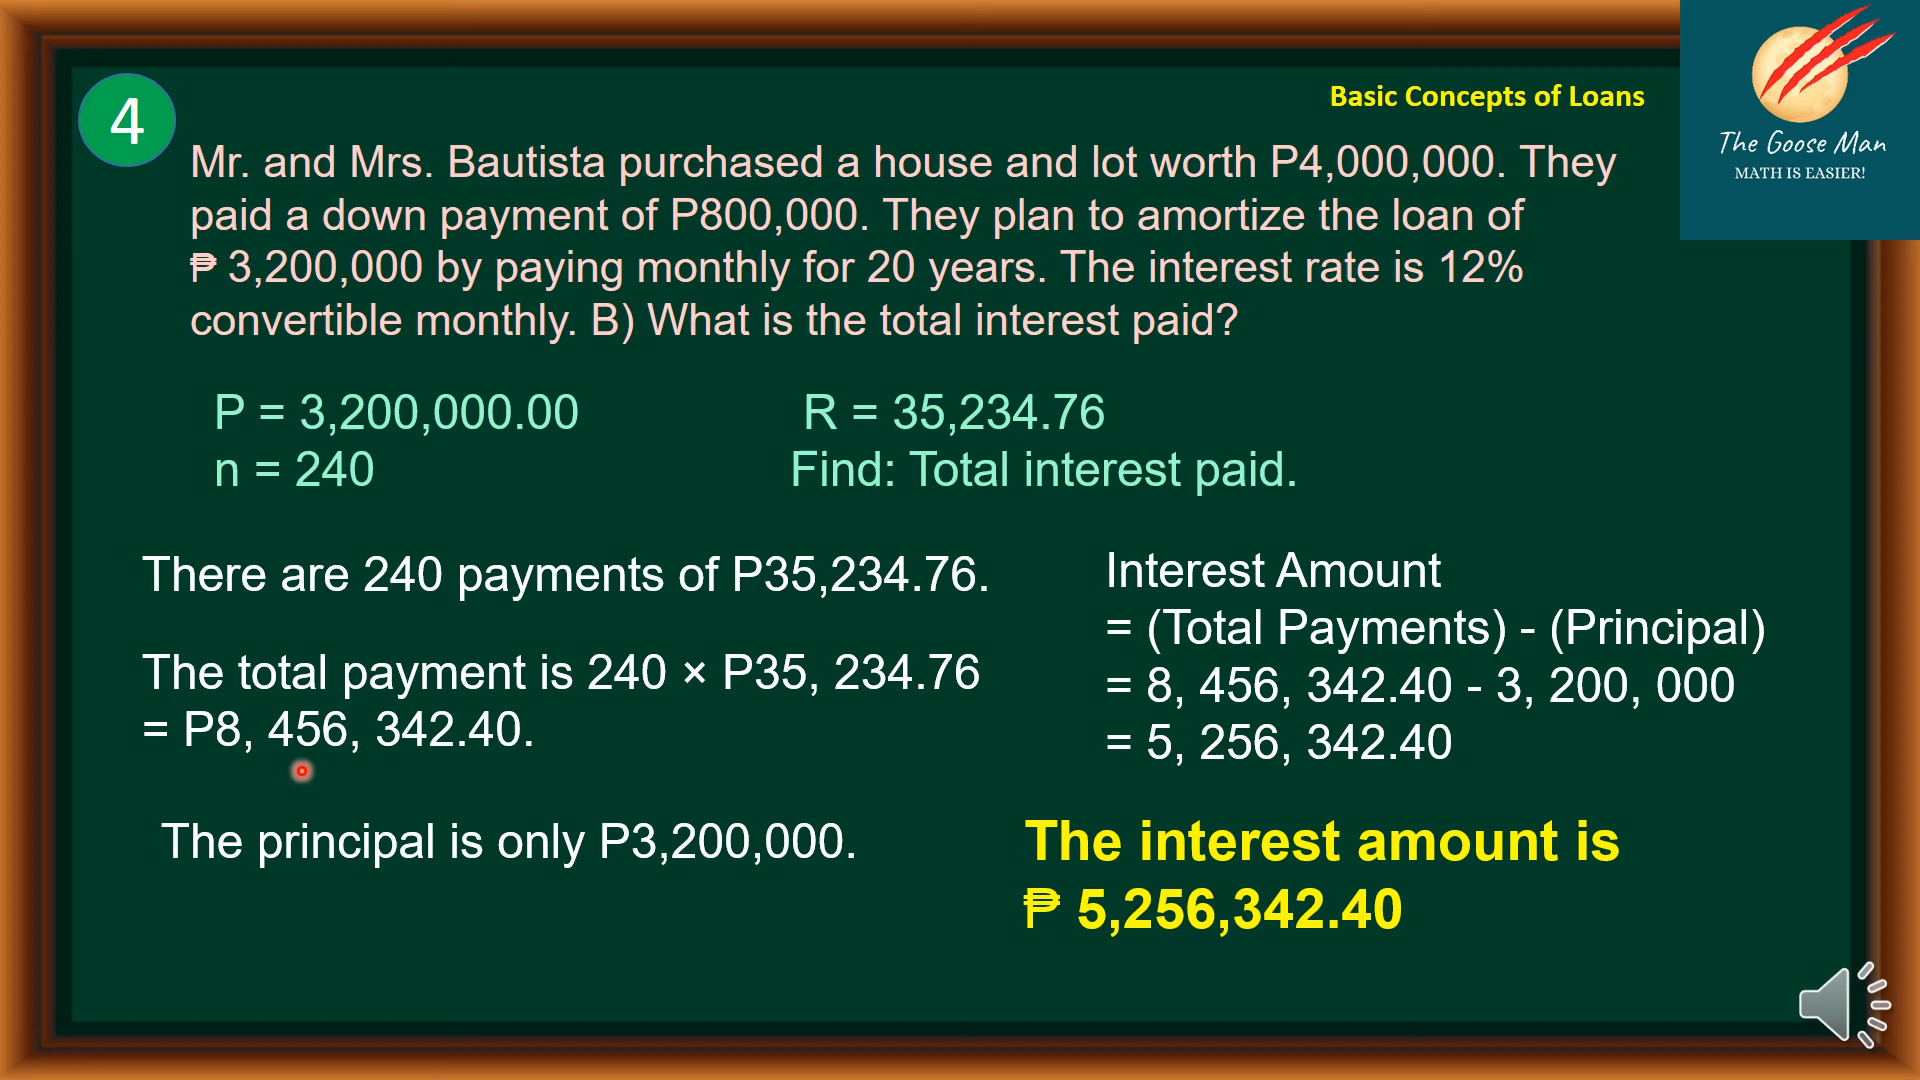 4
Basic Concepts of Loans
The Goose Man
MATH IS EASIER!
Mr. and Mrs. Bautista purchased a house and lot worth P4,000,000. They
paid a down payment of P800,000. They plan to amortize the loan of
₱ 3,200,000 by paying monthly for 20 years. The interest rate is 12%
convertible monthly. B) What is the total interest paid?
P = 3,200,000.00
R = 35,234.76
n = 240
Find: Total interest paid.
There are 240 payments of P35,234.76.
The total payment is 240 × P35, 234.76
= P8, 456, 342.40.
The principal is only P3,200,000.
Interest Amount
= (Total Payments) - (Principal)
= 8, 456, 342.40 - 3, 200, 000
= 5, 256, 342.40
The interest amount is
₱ 5,256,342.40